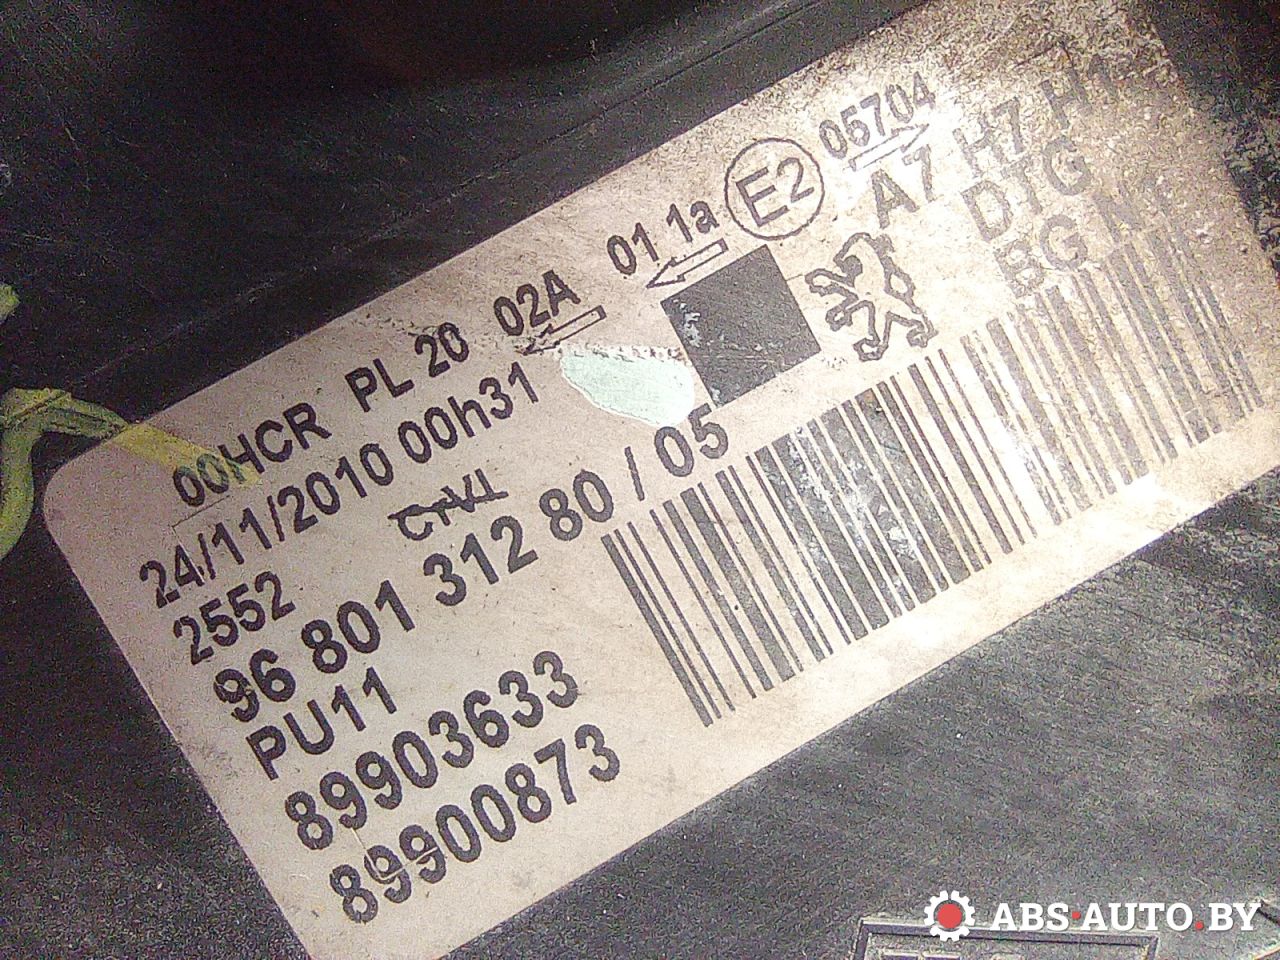 00HCR PL 20 02A 01 1a E2 05704
24/11/2010 00h31 A7 H7
2552 DTG
96 801 312 80 / 05
PU11
89903633
89900873
ABS·AUTO.BY